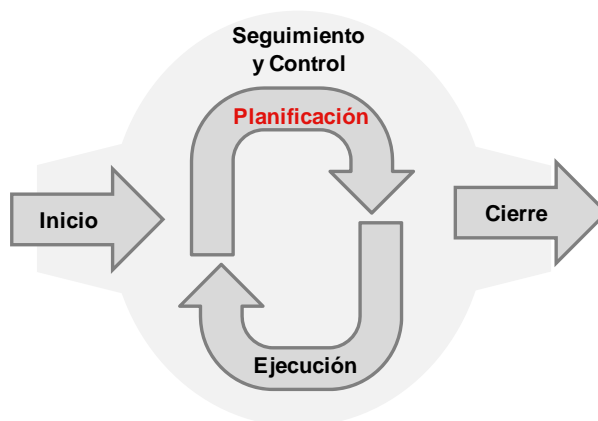 Seguimiento
y Control
Planificación
Inicio
Cierre
Ejecución